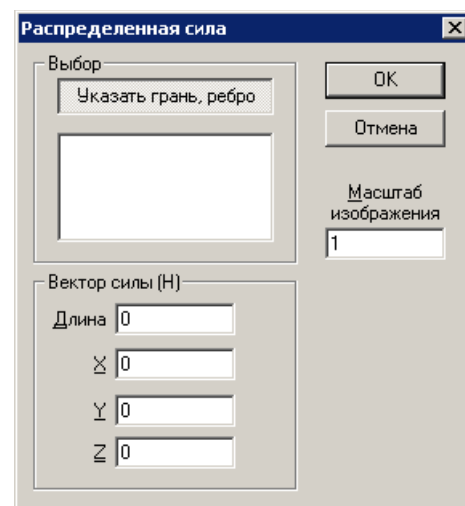 Распределенная сила
Выбор
Указать грань, ребро
OK
Отмена
Масштаб
изображения
1
Вектор силы (Н)
Длина 0
X 0
Y 0
Z 0